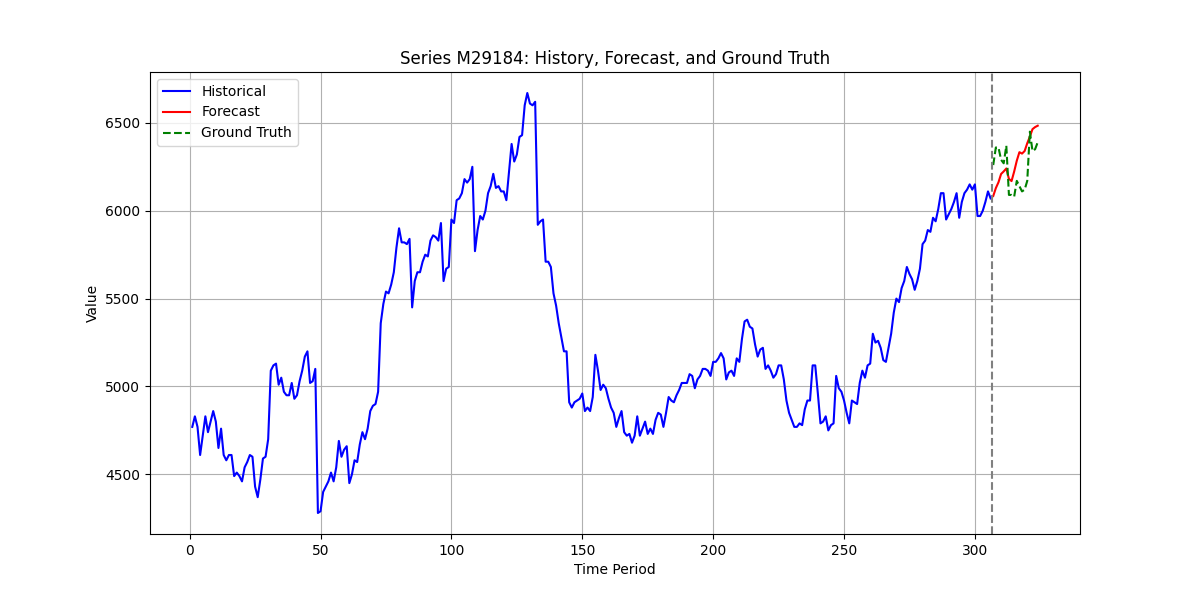 Series M29184: History, Forecast, and Ground Truth
Historical
Forecast
Ground Truth
6500
6000
5500
5000
4500
Value
0 50 100 150 200 250 300
Time Period